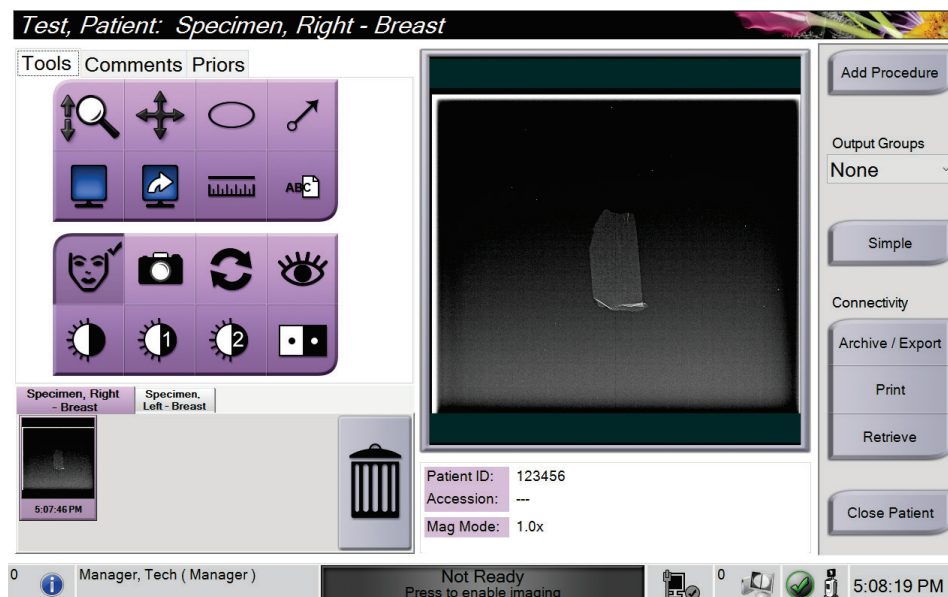 Test, Patient: Specimen, Right - Breast
Tools Comments Priors
ABC
1
2
Specimen, Right
- Breast
Specimen,
Left - Breast
5:07:46 PM
Patient ID: 123456
Accession: ---
Mag Mode: 1.0x
Add Procedure
Output Groups
None
Simple
Connectivity
Archive / Export
Print
Retrieve
Close Patient
0
Manager, Tech ( Manager )
Not Ready
Press to enable imaging
0
5:08:19 PM